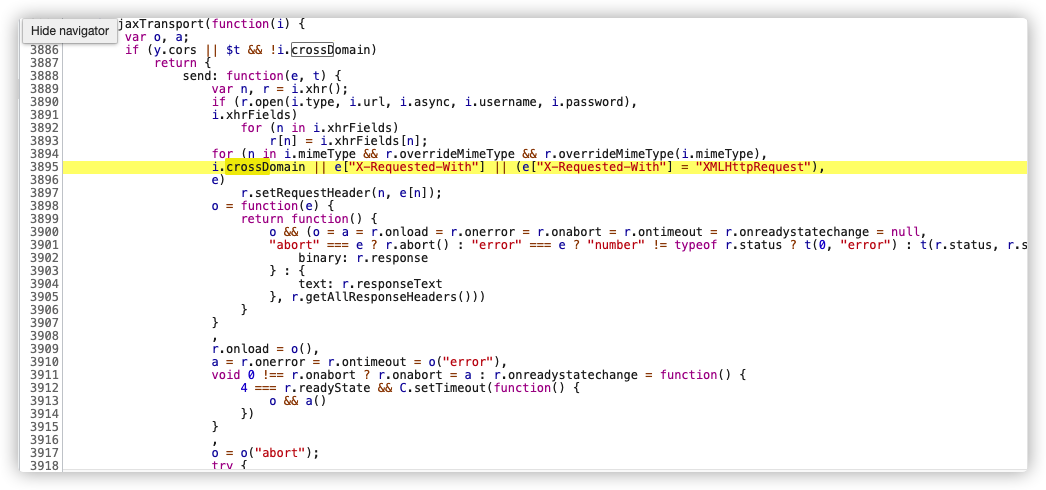 Hide navigator
jaxTransport(function(i) {
var o, a;
3886 if (y.cors || $t && !i.crossDomain)
3887 return {
3888 send: function(e, t) {
3889 var n, r = i.xhr();
3890 if (r.open(i.type, i.url, i.async, i.username, i.password),
3891 i.xhrFields)
3892 for (n in i.xhrFields)
3893 r[n] = i.xhrFields[n];
3894 for (n in i.mimeType && r.overrideMimeType && r.overrideMimeType(i.mimeType),
3895 i.crossDomain || e["X-Requested-With"] || (e["X-Requested-With"] = "XMLHttpRequest"),
3896 e)
3897 r.setRequestHeader(n, e[n]);
3898 o = function(e) {
3899 return function() {
3900 o && (o = a = r.onload = r.onerror = r.onabort = r.ontimeout = r.onreadystatechange = null,
3901 "abort" === e ? r.abort() : "error" === e ? "number" != typeof r.status ? t(0, "error") : t(r.status, r.s
3902 binary: r.response
3903 } : {
3904 text: r.responseText
3905 }, r.getAllResponseHeaders()))
3906 }
3907 }
3908 ,
3909 r.onload = o(),
3910 a = r.onerror = r.ontimeout = o("error"),
3911 void 0 !== r.onabort ? r.onabort = a : r.onreadystatechange = function() {
3912 4 === r.readyState && C.setTimeout(function() {
3913 o && a()
3914 })
3915 }
3916 ,
3917 o = o("abort");
3918 try {